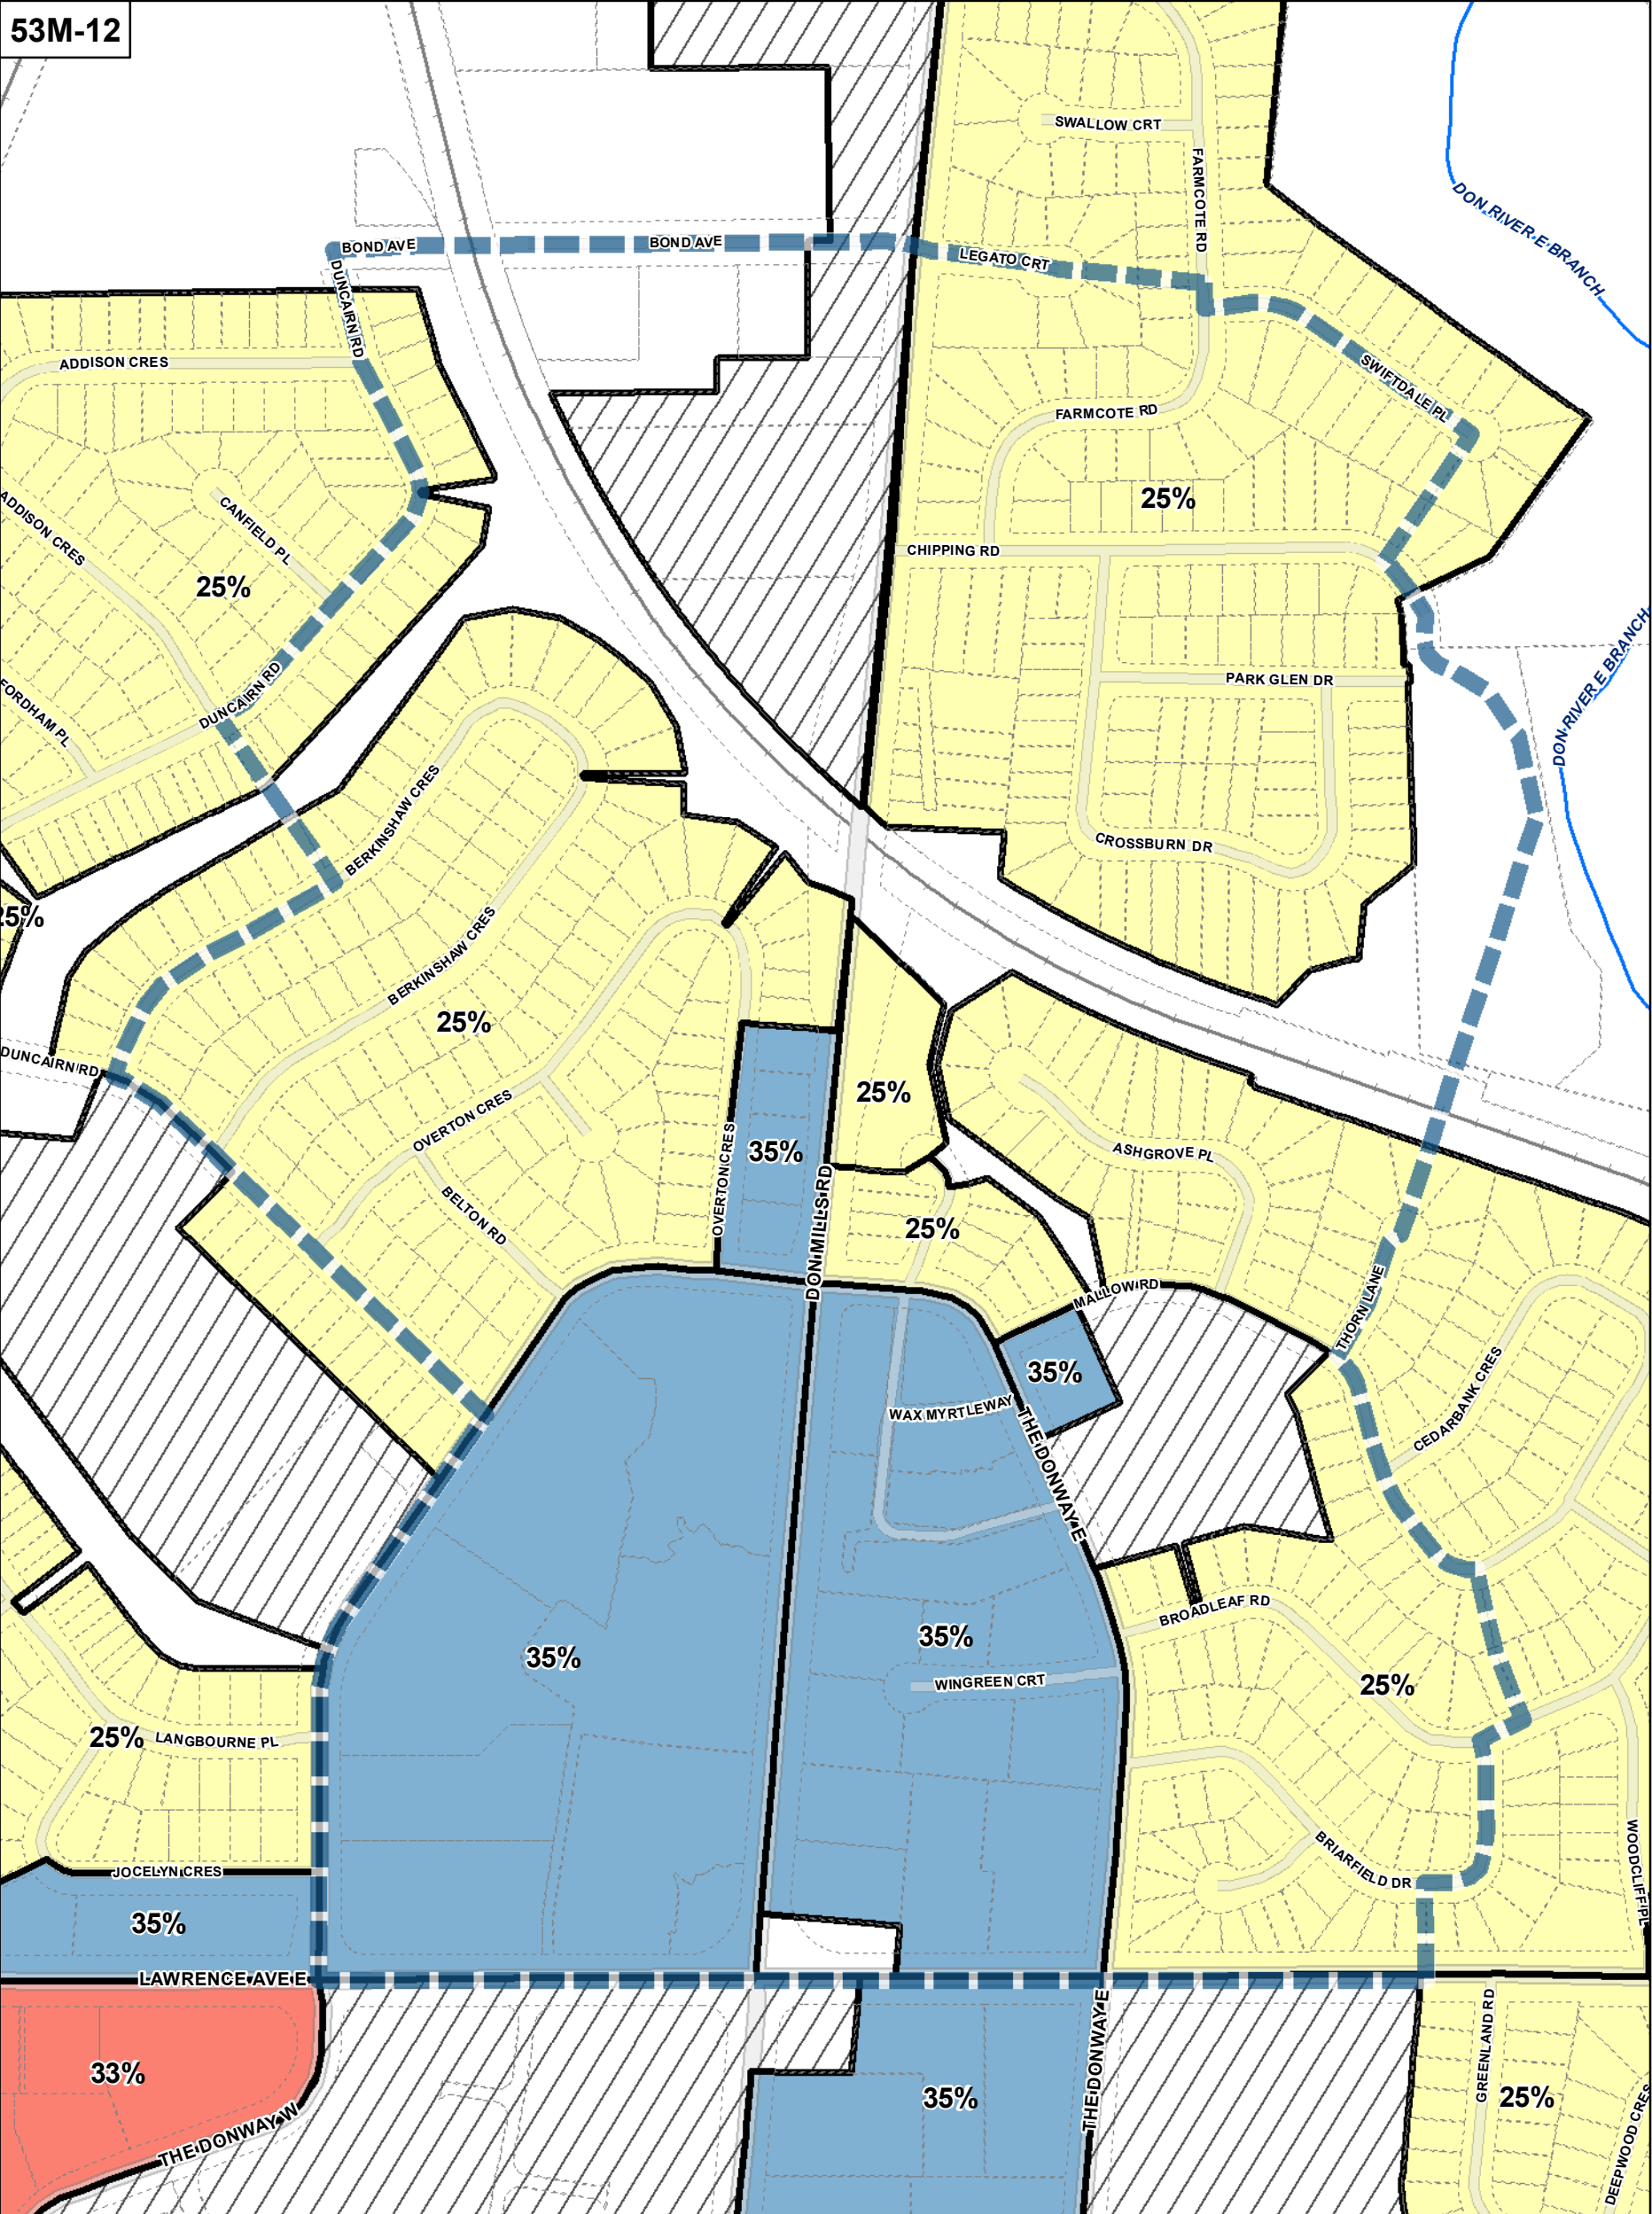 53M-12
SWALLOW CRT
FARMCOTE RD
DON RIVER E BRANCH
BOND AVE
BOND AVE
LEGATO CRT
DUNCAIRN RD
ADDISON CRES
SWIFTDALE PL
FARMCOTE RD
25%
ADDISON CRES
CANFIELD PL
CHIPPING RD
25%
DON RIVER E BRANCH
FORDHAM PL
DUNCAIRN RD
PARK GLEN DR
BERKINSHAW CRES
CROSSBURN DR
25%
BERKINSHAW CRES
25%
DUNCAIRN RD
25%
OVERTON CRES
35%
ASHGROVE PL
OVERTON CRES
BELTON RD
DON MILLS RD
25%
MALLOW RD
THORN LANE
35%
WAX MYRTLEWAY
CEDARBANK CRES
THE DONWAY E
BROADLEAF RD
35%
35%
WINGREEN CRT
25%
25%
LANGBOURNE PL
BRIARFIELD DR
WOODCLIFF PL
JOCELYN CRES
35%
LAWRENCE AVE E
33%
THE DONWAY E
GREENLAND RD
35%
25%
THE DONWAY W
DEEPWOOD CRES